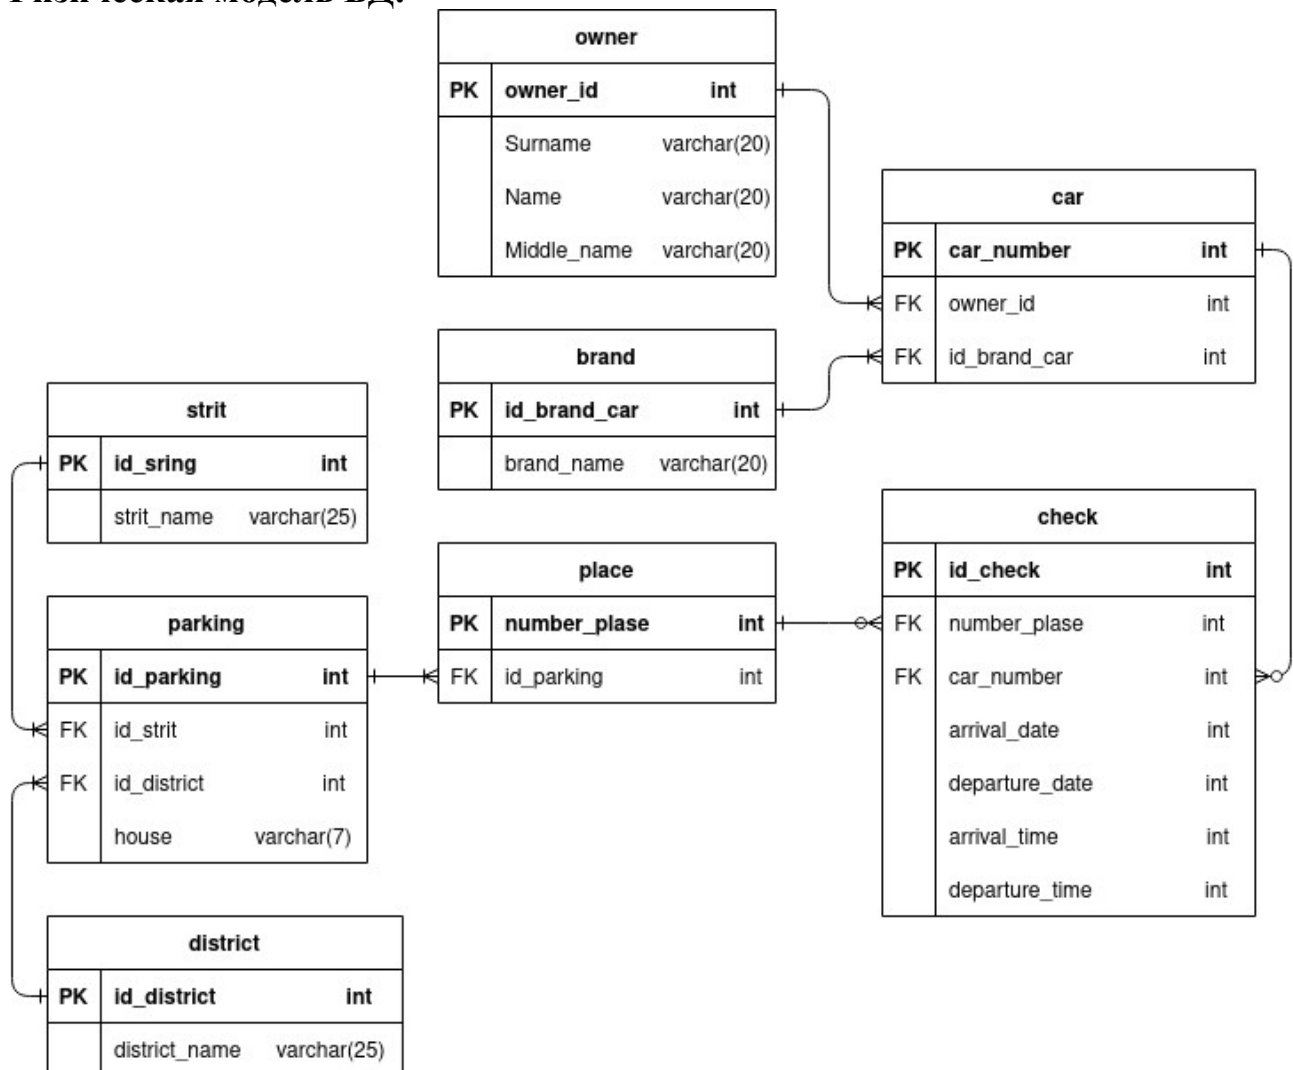 Физическая модель БД:
owner
PK owner_id int
Surname varchar(20)
Name varchar(20)
Middle_name varchar(20)
car
PK car_number int
FK owner_id int
FK id_brand_car int
brand
PK id_brand_car int
brand_name varchar(20)
strit
PK id_sring int
strit_name varchar(25)
check
PK id_check int
FK number_plase int
FK car_number int
arrival_date int
departure_date int
arrival_time int
departure_time int
place
PK number_plase int
FK id_parking int
parking
PK id_parking int
FK id_strit int
FK id_district int
house varchar(7)
district
PK id_district int
district_name varchar(25)